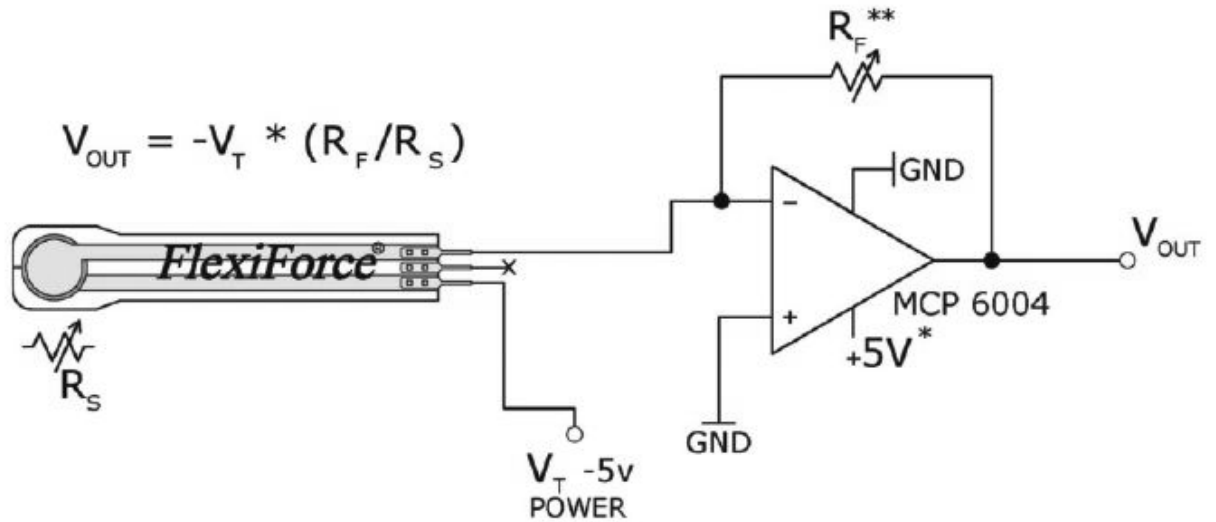 R_F**
V_OUT = -V_T * (R_F/R_S)
GND
FlexiForce®
-
V_OUT
+
MCP 6004
+5V*
R_S
GND
V_T -5v
POWER